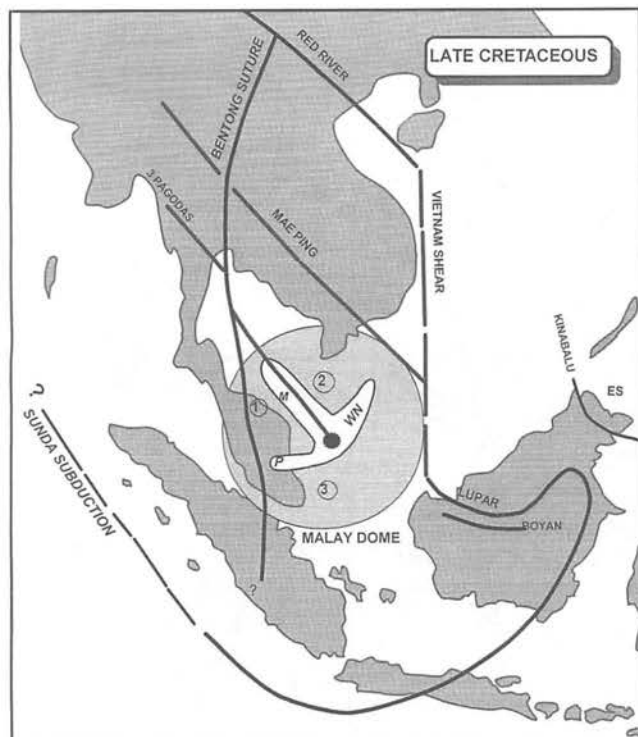 LATE CRETACEOUS
RED RIVER
BENTONG SUTURE
3 PAGODAS
MAE PING
VIETNAM SHEAR
KINABALU
ES
?
SUNDA SUBDUCTION
1
2
M
WN
P
3
LUPAR
BOYAN
MALAY DOME
?